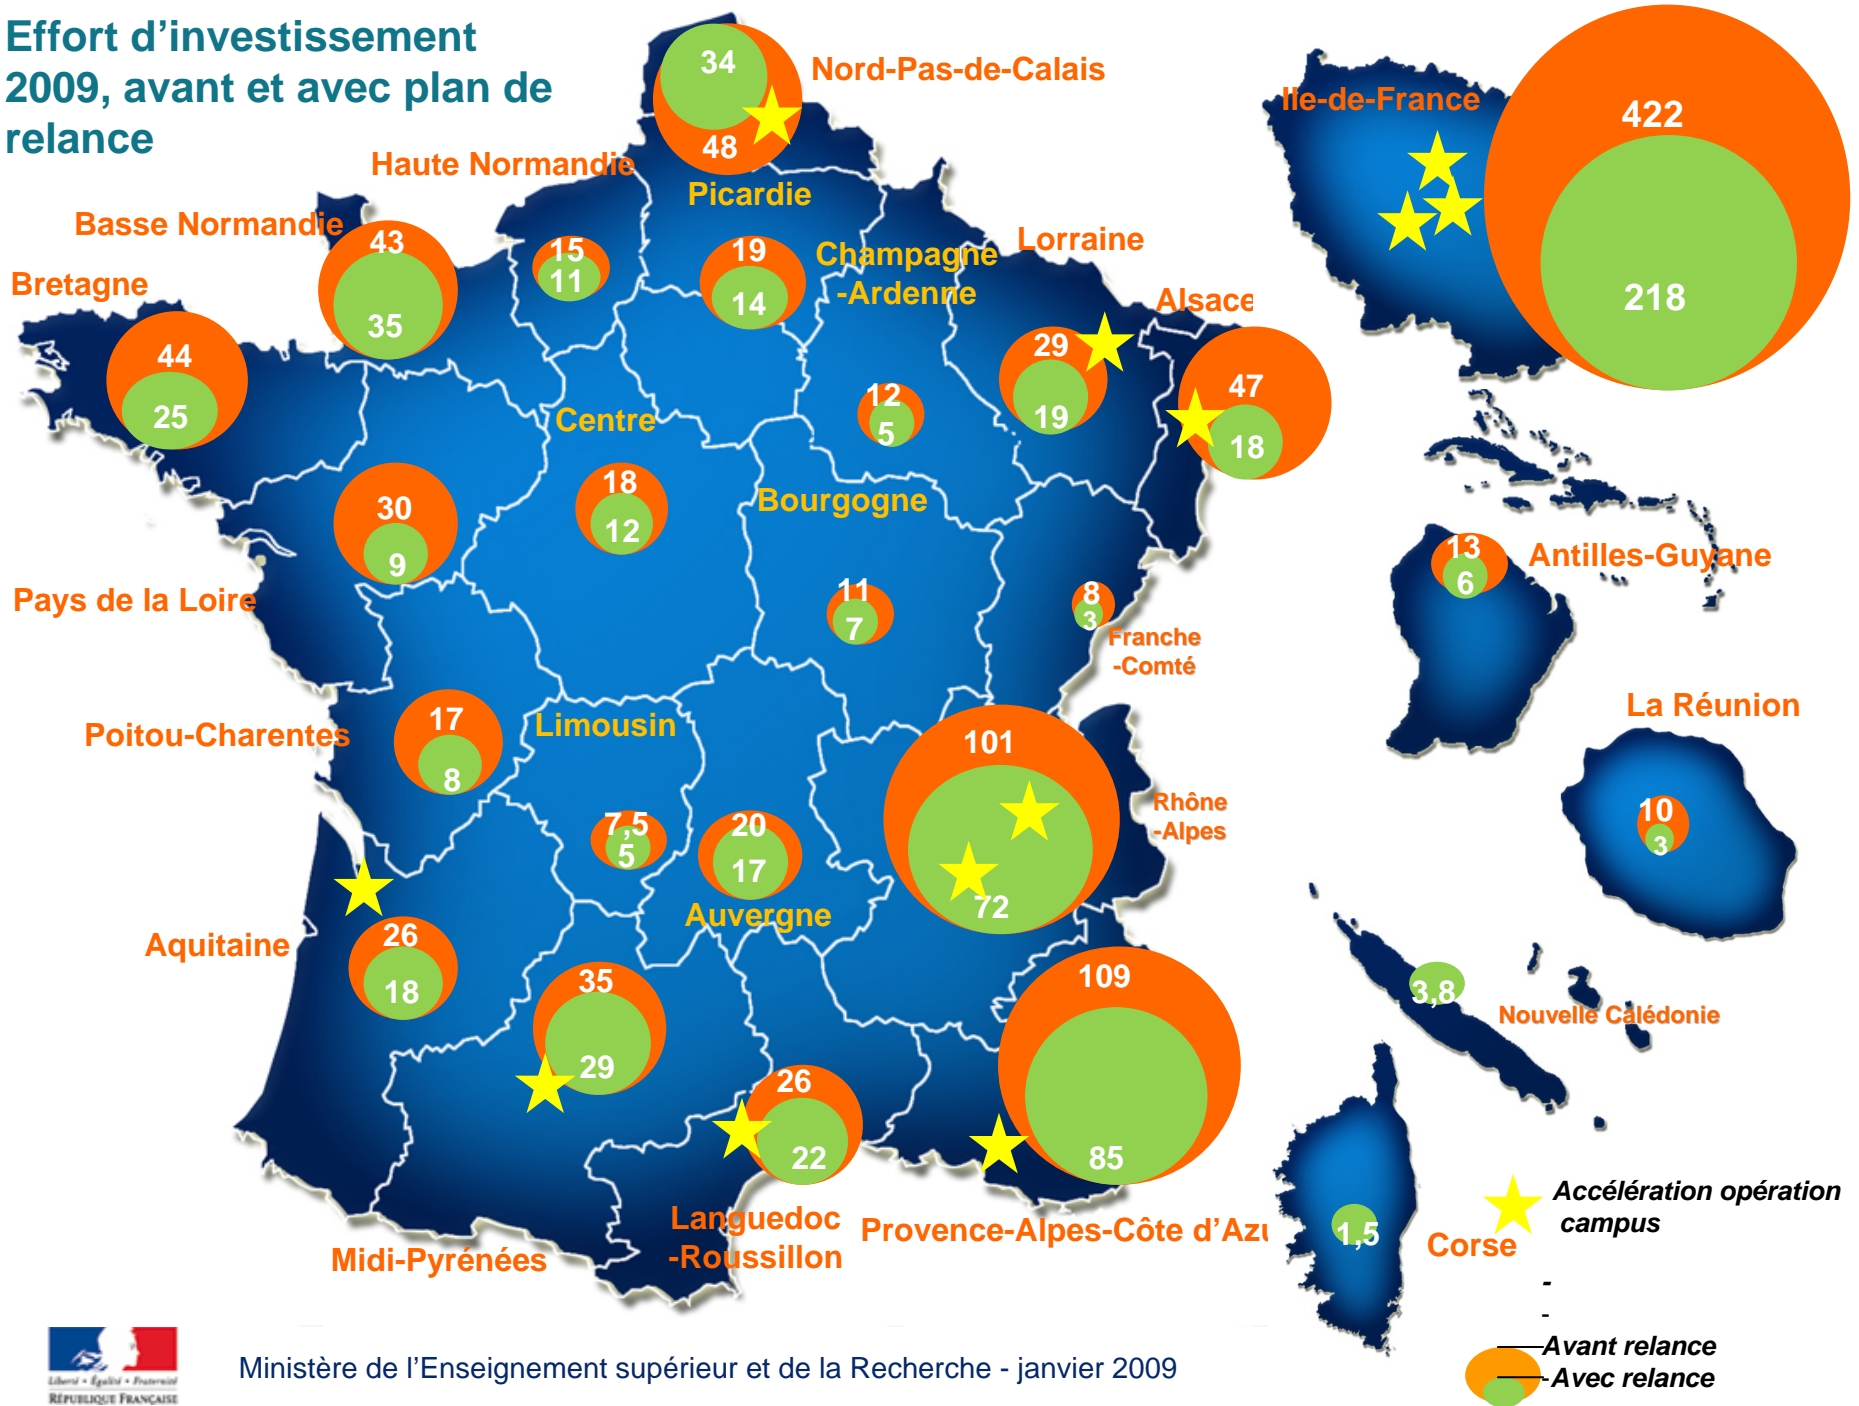 Effort d’investissement
2009, avant et avec plan de
relance
34
Nord-Pas-de-Calais
48
Haute Normandie
Picardie
Basse Normandie
43
35
15
11
19
14
Champagne
-Ardenne
Lorraine
Bretagne
44
25
Alsace
29
19
47
18
12
5
Centre
18
12
Bourgogne
30
9
11
7
8
3
Franche
-Comté
Pays de la Loire
Poitou-Charentes
17
8
Limousin
7,5
5
20
17
Auvergne
101
72
Rhône
-Alpes
Aquitaine
26
18
35
29
Midi-Pyrénées
26
22
Languedoc
-Roussillon
109
85
Provence-Alpes-Côte d’Azu
Ile-de-France
422
218
13
6
Antilles-Guyane
La Réunion
10
3
3,8
Nouvelle Calédonie
1,5
Corse
Accélération opération
campus
-
-
Avant relance
-Avec relance
Liberté • Égalité • Fraternité
RÉPUBLIQUE FRANÇAISE
Ministère de l’Enseignement supérieur et de la Recherche - janvier 2009